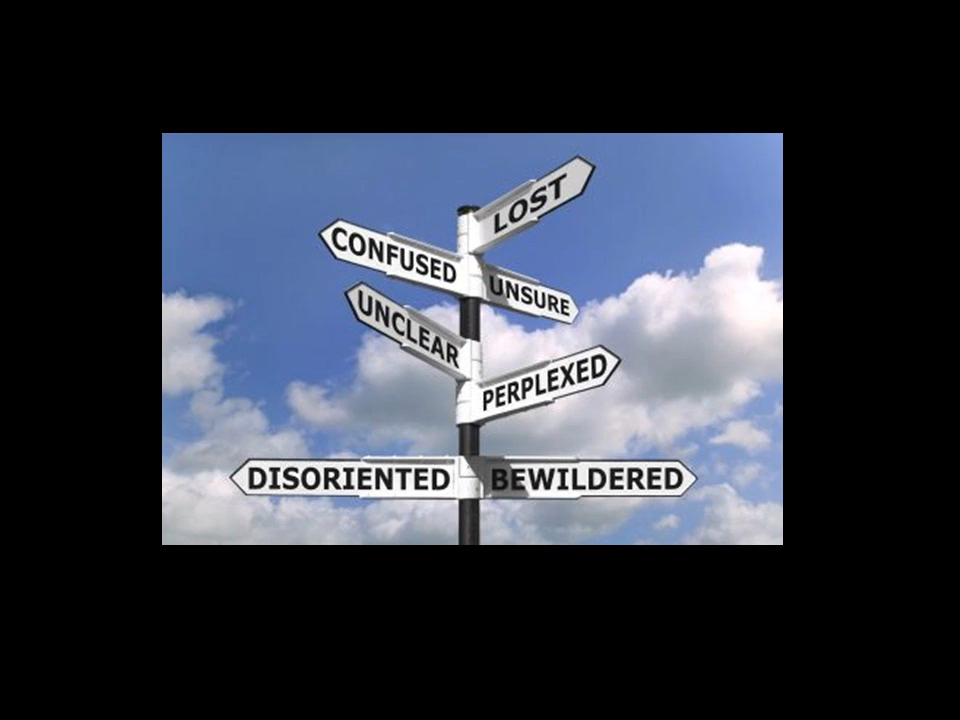 LOST
CONFUSED
UNSURE
UNCLEAR
PERPLEXED
DISORIENTED
BEWILDERED